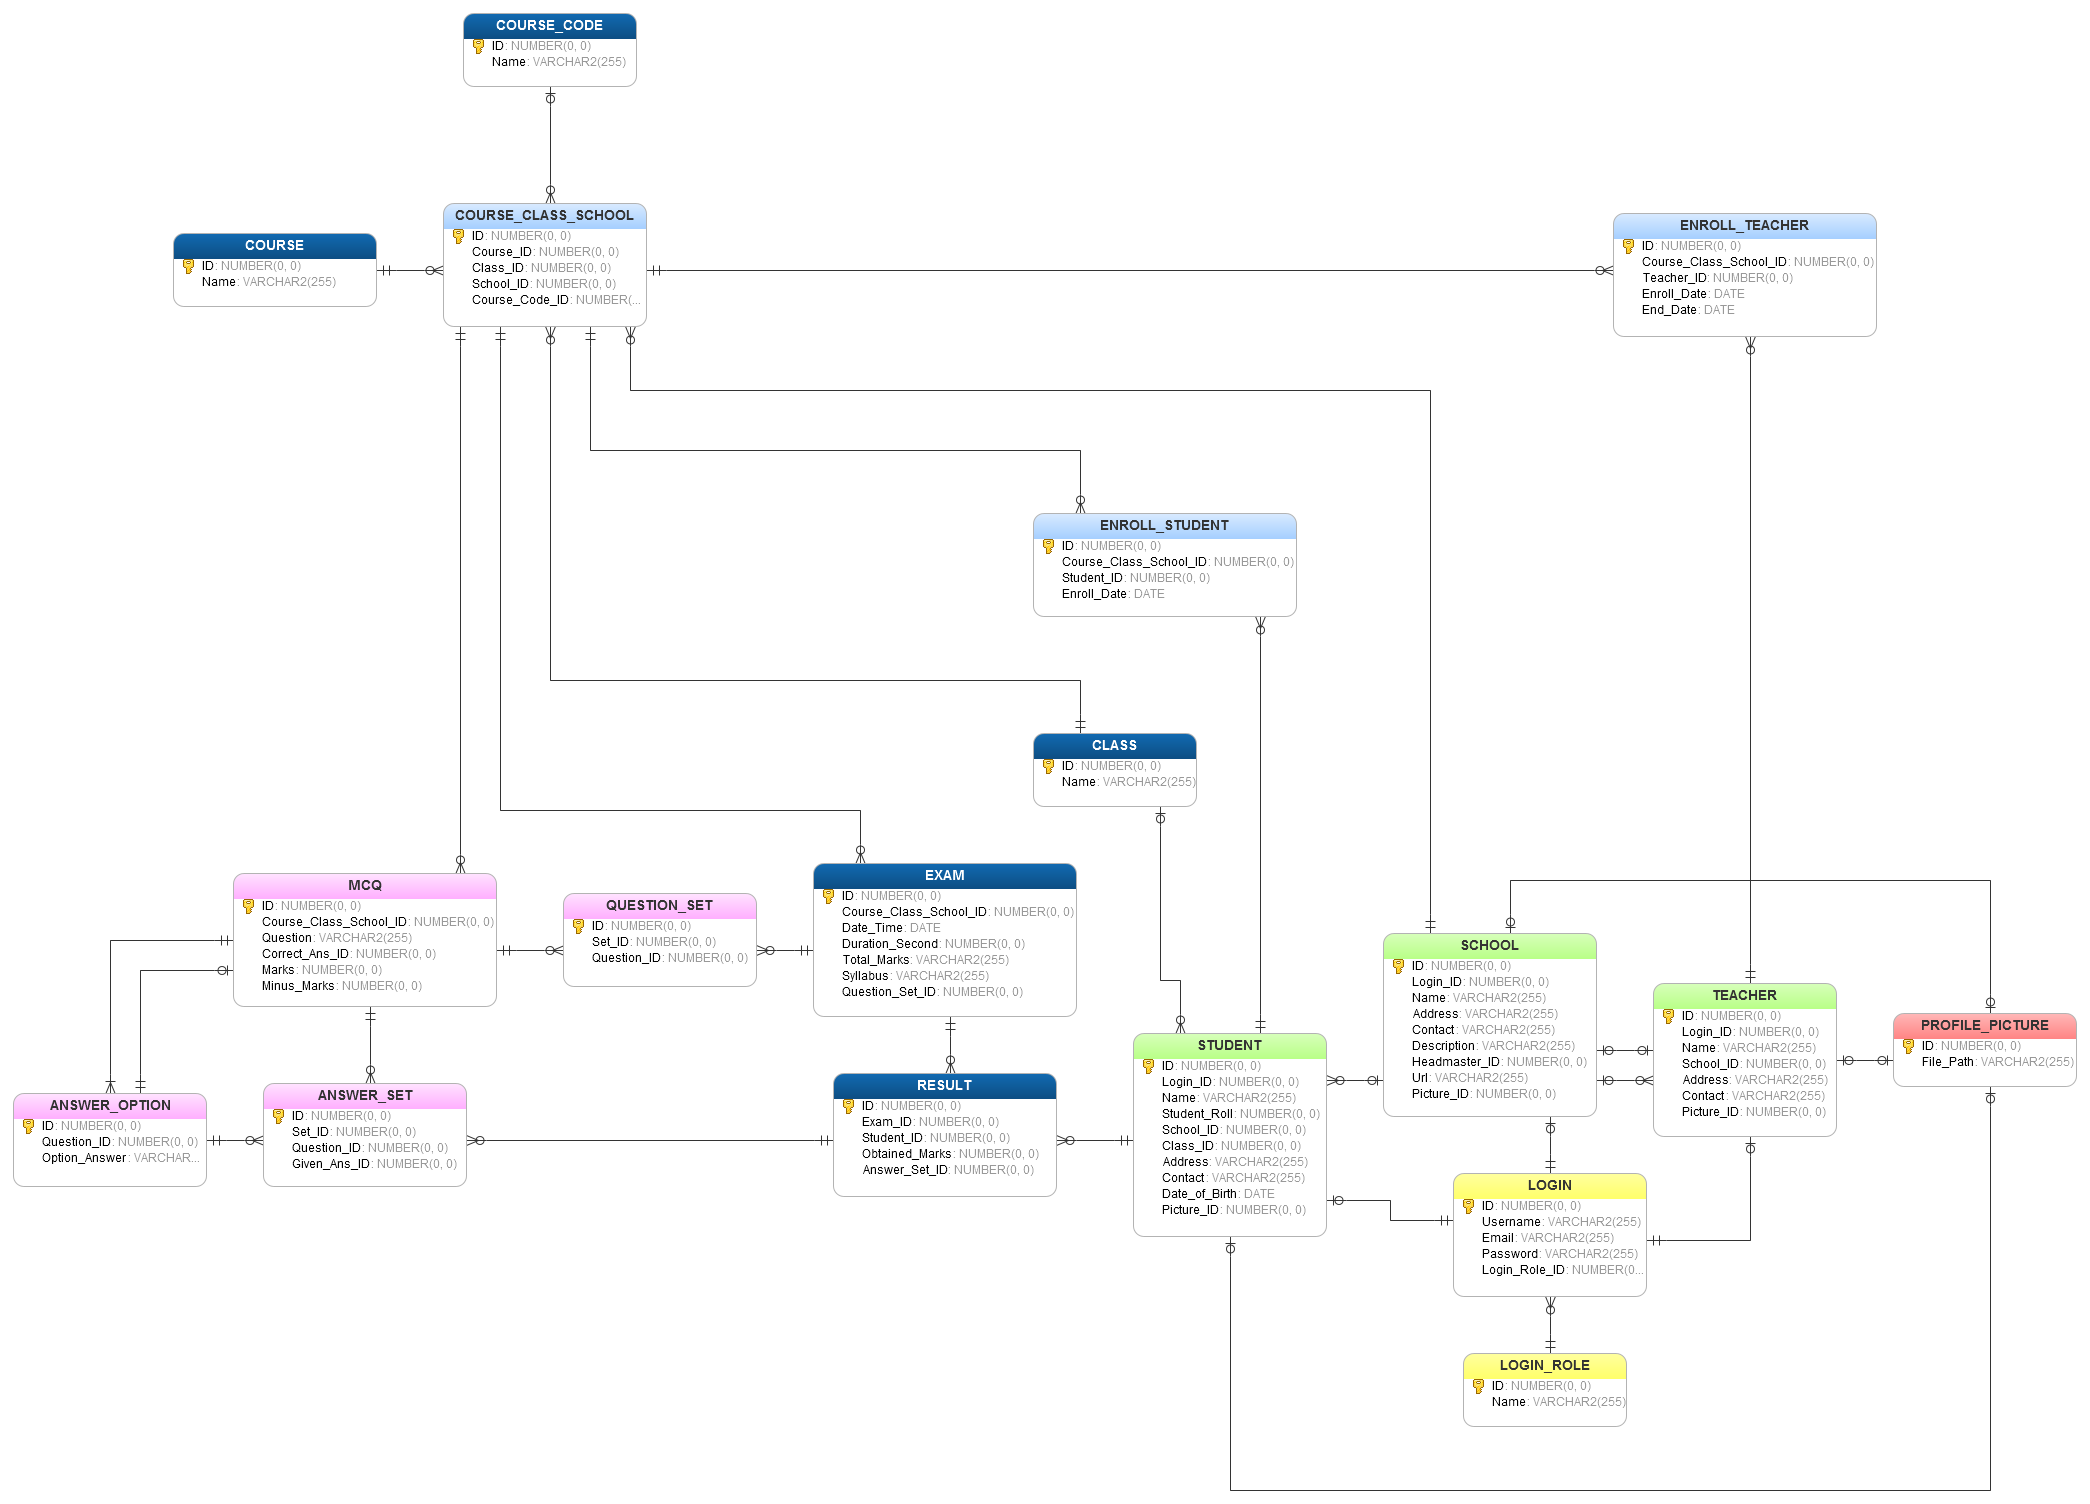 COURSE_CODE
ID: NUMBER(0, 0)
Name: VARCHAR2(255)
COURSE_CLASS_SCHOOL
ID: NUMBER(0, 0)
Course_ID: NUMBER(0, 0)
Class_ID: NUMBER(0, 0)
School_ID: NUMBER(0, 0)
Course_Code_ID: NUMBER(...
COURSE
ID: NUMBER(0, 0)
Name: VARCHAR2(255)
ENROLL_TEACHER
ID: NUMBER(0, 0)
Course_Class_School_ID: NUMBER(0, 0)
Teacher_ID: NUMBER(0, 0)
Enroll_Date: DATE
End_Date: DATE
ENROLL_STUDENT
ID: NUMBER(0, 0)
Course_Class_School_ID: NUMBER(0, 0)
Student_ID: NUMBER(0, 0)
Enroll_Date: DATE
CLASS
ID: NUMBER(0, 0)
Name: VARCHAR2(255)
MCQ
ID: NUMBER(0, 0)
Course_Class_School_ID: NUMBER(0, 0)
Question: VARCHAR2(255)
Correct_Ans_ID: NUMBER(0, 0)
Marks: NUMBER(0, 0)
Minus_Marks: NUMBER(0, 0)
QUESTION_SET
ID: NUMBER(0, 0)
Set_ID: NUMBER(0, 0)
Question_ID: NUMBER(0, 0)
EXAM
ID: NUMBER(0, 0)
Course_Class_School_ID: NUMBER(0, 0)
Date_Time: DATE
Duration_Second: NUMBER(0, 0)
Total_Marks: VARCHAR2(255)
Syllabus: VARCHAR2(255)
Question_Set_ID: NUMBER(0, 0)
SCHOOL
ID: NUMBER(0, 0)
Login_ID: NUMBER(0, 0)
Name: VARCHAR2(255)
Address: VARCHAR2(255)
Contact: VARCHAR2(255)
Description: VARCHAR2(255)
Headmaster_ID: NUMBER(0, 0)
Url: VARCHAR2(255)
Picture_ID: NUMBER(0, 0)
TEACHER
ID: NUMBER(0, 0)
Login_ID: NUMBER(0, 0)
Name: VARCHAR2(255)
School_ID: NUMBER(0, 0)
Address: VARCHAR2(255)
Contact: VARCHAR2(255)
Picture_ID: NUMBER(0, 0)
PROFILE_PICTURE
ID: NUMBER(0, 0)
File_Path: VARCHAR2(255)
STUDENT
ID: NUMBER(0, 0)
Login_ID: NUMBER(0, 0)
Name: VARCHAR2(255)
Student_Roll: NUMBER(0, 0)
School_ID: NUMBER(0, 0)
Class_ID: NUMBER(0, 0)
Address: VARCHAR2(255)
Contact: VARCHAR2(255)
Date_of_Birth: DATE
Picture_ID: NUMBER(0, 0)
RESULT
ID: NUMBER(0, 0)
Exam_ID: NUMBER(0, 0)
Student_ID: NUMBER(0, 0)
Obtained_Marks: NUMBER(0, 0)
Answer_Set_ID: NUMBER(0, 0)
ANSWER_SET
ID: NUMBER(0, 0)
Set_ID: NUMBER(0, 0)
Question_ID: NUMBER(0, 0)
Given_Ans_ID: NUMBER(0, 0)
ANSWER_OPTION
ID: NUMBER(0, 0)
Question_ID: NUMBER(0, 0)
Option_Answer: VARCHAR...
LOGIN
ID: NUMBER(0, 0)
Username: VARCHAR2(255)
Email: VARCHAR2(255)
Password: VARCHAR2(255)
Login_Role_ID: NUMBER(0...
LOGIN_ROLE
ID: NUMBER(0, 0)
Name: VARCHAR2(255)